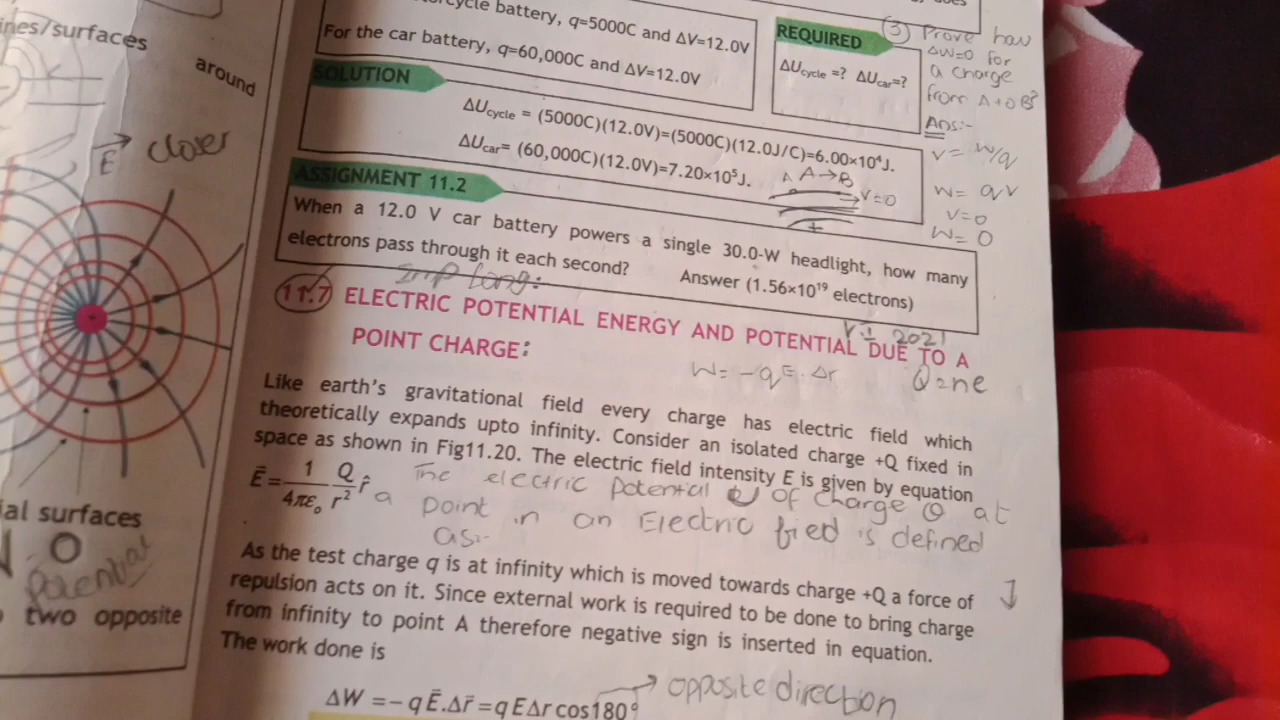 ines/surfaces
around
E closer
al surfaces
Potential
two opposite
cycle battery, q=5000C and ΔV=12.0V
For the car battery, q=60,000C and ΔV=12.0V
REQUIRED
ΔUcycle =? ΔUcar=?
SOLUTION
ΔUcycle = (5000C)(12.0V)=(5000C)(12.0J/C)=6.00×10⁴J.
ΔUcar= (60,000C)(12.0V)=7.20×10⁵J.
A→B
V=0
+
(3) Prove how
ΔW=0 for
a charge
from A to B?
Ans:-
V= W/q
W= qV
V=0
W= 0
ASSIGNMENT 11.2
When a 12.0 V car battery powers a single 30.0-W headlight, how many
electrons pass through it each second? Answer (1.56×10¹⁹ electrons)
Imp Long:
11.7 ELECTRIC POTENTIAL ENERGY AND POTENTIAL DUE TO A
POINT CHARGE:
2021
W= -qE.Δr Q=ne
Like earth's gravitational field every charge has electric field which
theoretically expands upto infinity. Consider an isolated charge +Q fixed in
space as shown in Fig11.20. The electric field intensity E is given by equation
E⃗= 1/4πε₀ Q/r² r̂
The electric potential of charge Q at
a point in an Electric fied is defined
as:-
As the test charge q is at infinity which is moved towards charge +Q a force of
repulsion acts on it. Since external work is required to be done to bring charge
from infinity to point A therefore negative sign is inserted in equation.
The work done is
→ opposite direction
ΔW =-qE⃗.Δr⃗=qEΔrcos180°